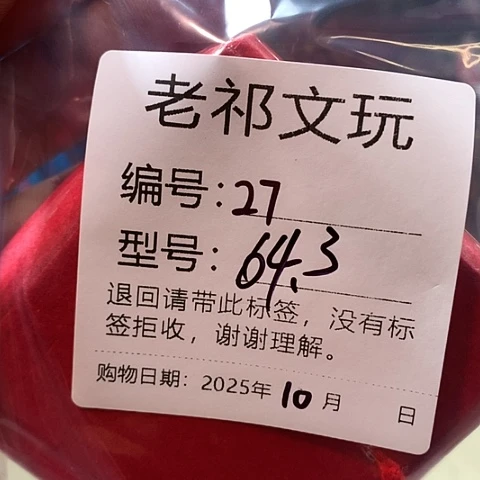 老祁文玩
编号：27
型号：64.3
退回请带此标签，没有标
签拒收，谢谢理解。
购物日期：2025年 10 月 日